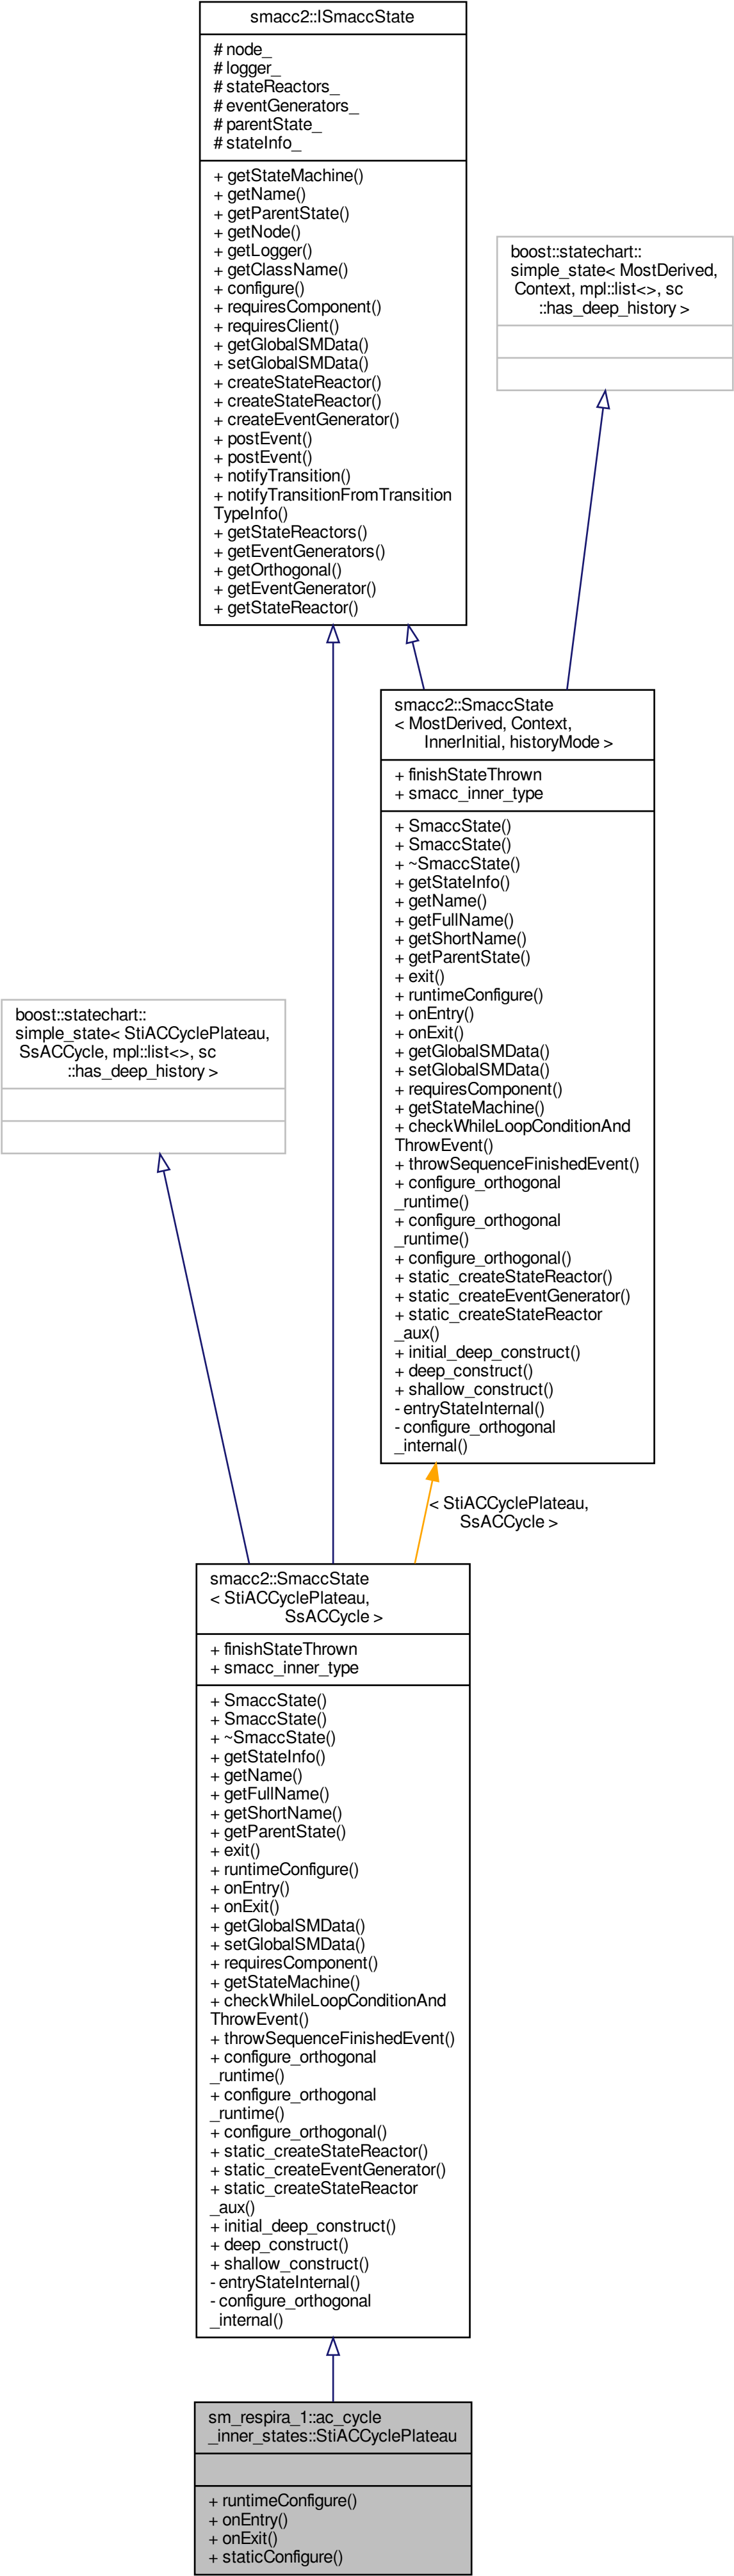 smacc2::ISmaccState
# node_
# logger_
# stateReactors_
# eventGenerators_
# parentState_
# stateInfo_
+ getStateMachine()
+ getName()
+ getParentState()
+ getNode()
+ getLogger()
+ getClassName()
+ configure()
+ requiresComponent()
+ requiresClient()
+ getGlobalSMData()
+ setGlobalSMData()
+ createStateReactor()
+ createStateReactor()
+ createEventGenerator()
+ postEvent()
+ postEvent()
+ notifyTransition()
+ notifyTransitionFromTransition
TypeInfo()
+ getStateReactors()
+ getEventGenerators()
+ getOrthogonal()
+ getEventGenerator()
+ getStateReactor()
boost::statechart::
simple_state< MostDerived,
Context, mpl::list<>, sc
::has_deep_history >
smacc2::SmaccState
< MostDerived, Context,
InnerInitial, historyMode >
+ finishStateThrown
+ smacc_inner_type
+ SmaccState()
+ SmaccState()
+ ~SmaccState()
+ getStateInfo()
+ getName()
+ getFullName()
+ getShortName()
+ getParentState()
+ exit()
+ runtimeConfigure()
+ onEntry()
+ onExit()
+ getGlobalSMData()
+ setGlobalSMData()
+ requiresComponent()
+ getStateMachine()
+ checkWhileLoopConditionAnd
ThrowEvent()
+ throwSequenceFinishedEvent()
+ configure_orthogonal
_runtime()
+ configure_orthogonal
_runtime()
+ configure_orthogonal()
+ static_createStateReactor()
+ static_createEventGenerator()
+ static_createStateReactor
_aux()
+ initial_deep_construct()
+ deep_construct()
+ shallow_construct()
- entryStateInternal()
- configure_orthogonal
_internal()
boost::statechart::
simple_state< StiACCyclePlateau,
SsACCycle, mpl::list<>, sc
::has_deep_history >
< StiACCyclePlateau,
SsACCycle >
smacc2::SmaccState
< StiACCyclePlateau,
SsACCycle >
+ finishStateThrown
+ smacc_inner_type
+ SmaccState()
+ SmaccState()
+ ~SmaccState()
+ getStateInfo()
+ getName()
+ getFullName()
+ getShortName()
+ getParentState()
+ exit()
+ runtimeConfigure()
+ onEntry()
+ onExit()
+ getGlobalSMData()
+ setGlobalSMData()
+ requiresComponent()
+ getStateMachine()
+ checkWhileLoopConditionAnd
ThrowEvent()
+ throwSequenceFinishedEvent()
+ configure_orthogonal
_runtime()
+ configure_orthogonal
_runtime()
+ configure_orthogonal()
+ static_createStateReactor()
+ static_createEventGenerator()
+ static_createStateReactor
_aux()
+ initial_deep_construct()
+ deep_construct()
+ shallow_construct()
- entryStateInternal()
- configure_orthogonal
_internal()
sm_respira_1::ac_cycle
_inner_states::StiACCyclePlateau
+ runtimeConfigure()
+ onEntry()
+ onExit()
+ staticConfigure()